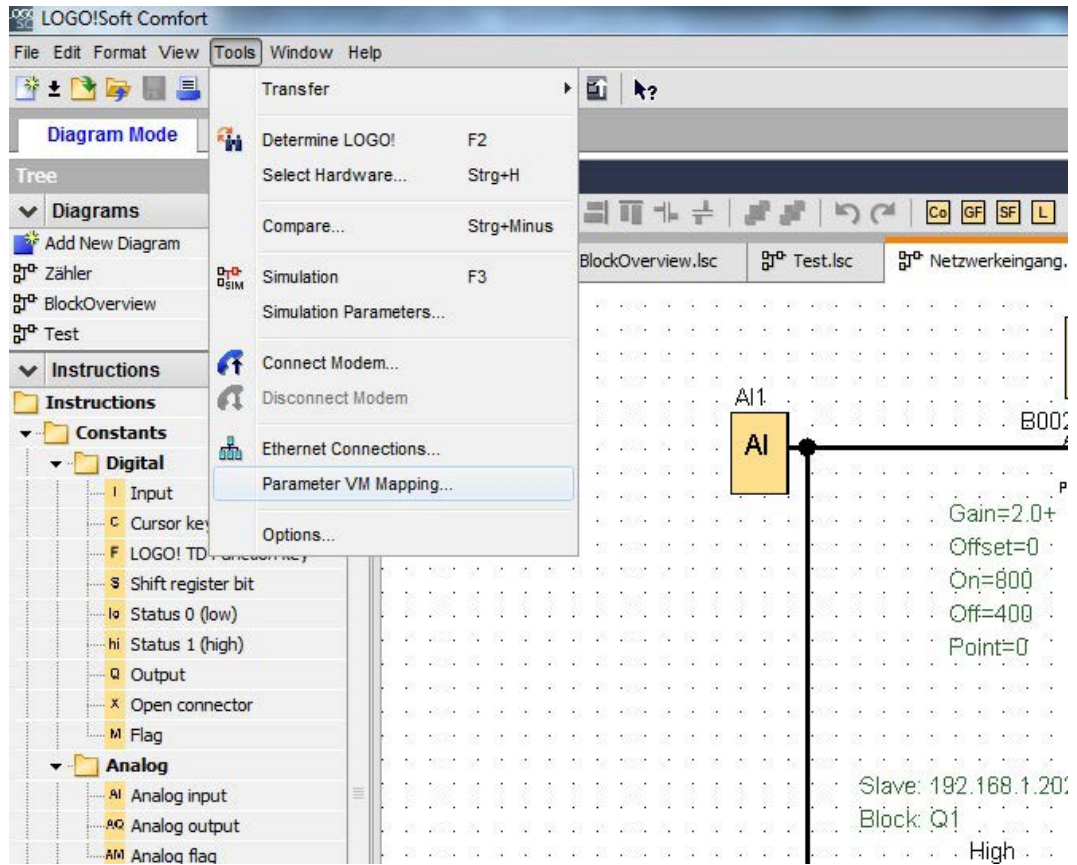 LOGO!Soft Comfort
File Edit Format View Tools Window Help
Transfer
Diagram Mode
Determine LOGO! F2
Select Hardware... Strg+H
Tree
Diagrams
Compare... Strg+Minus
Co GF SF L
Add New Diagram
BlockOverview.lsc Test.lsc Netzwerkeingang.
Zähler
Simulation F3
BlockOverview
Simulation Parameters...
Test
Connect Modem...
Instructions
Disconnect Modem
Instructions
AI1
Constants
B002
Ethernet Connections...
AI
Digital
Parameter VM Mapping...
I Input
Gain=2.0+
C Cursor key
Options...
Offset=0
F LOGO! TD Function key
On=800
S Shift register bit
Off=400
lo Status 0 (low)
Point=0
hi Status 1 (high)
Q Output
X Open connector
M Flag
Analog
Slave: 192.168.1.202
AI Analog input
Block: Q1
AQ Analog output
High
AM Analog flag